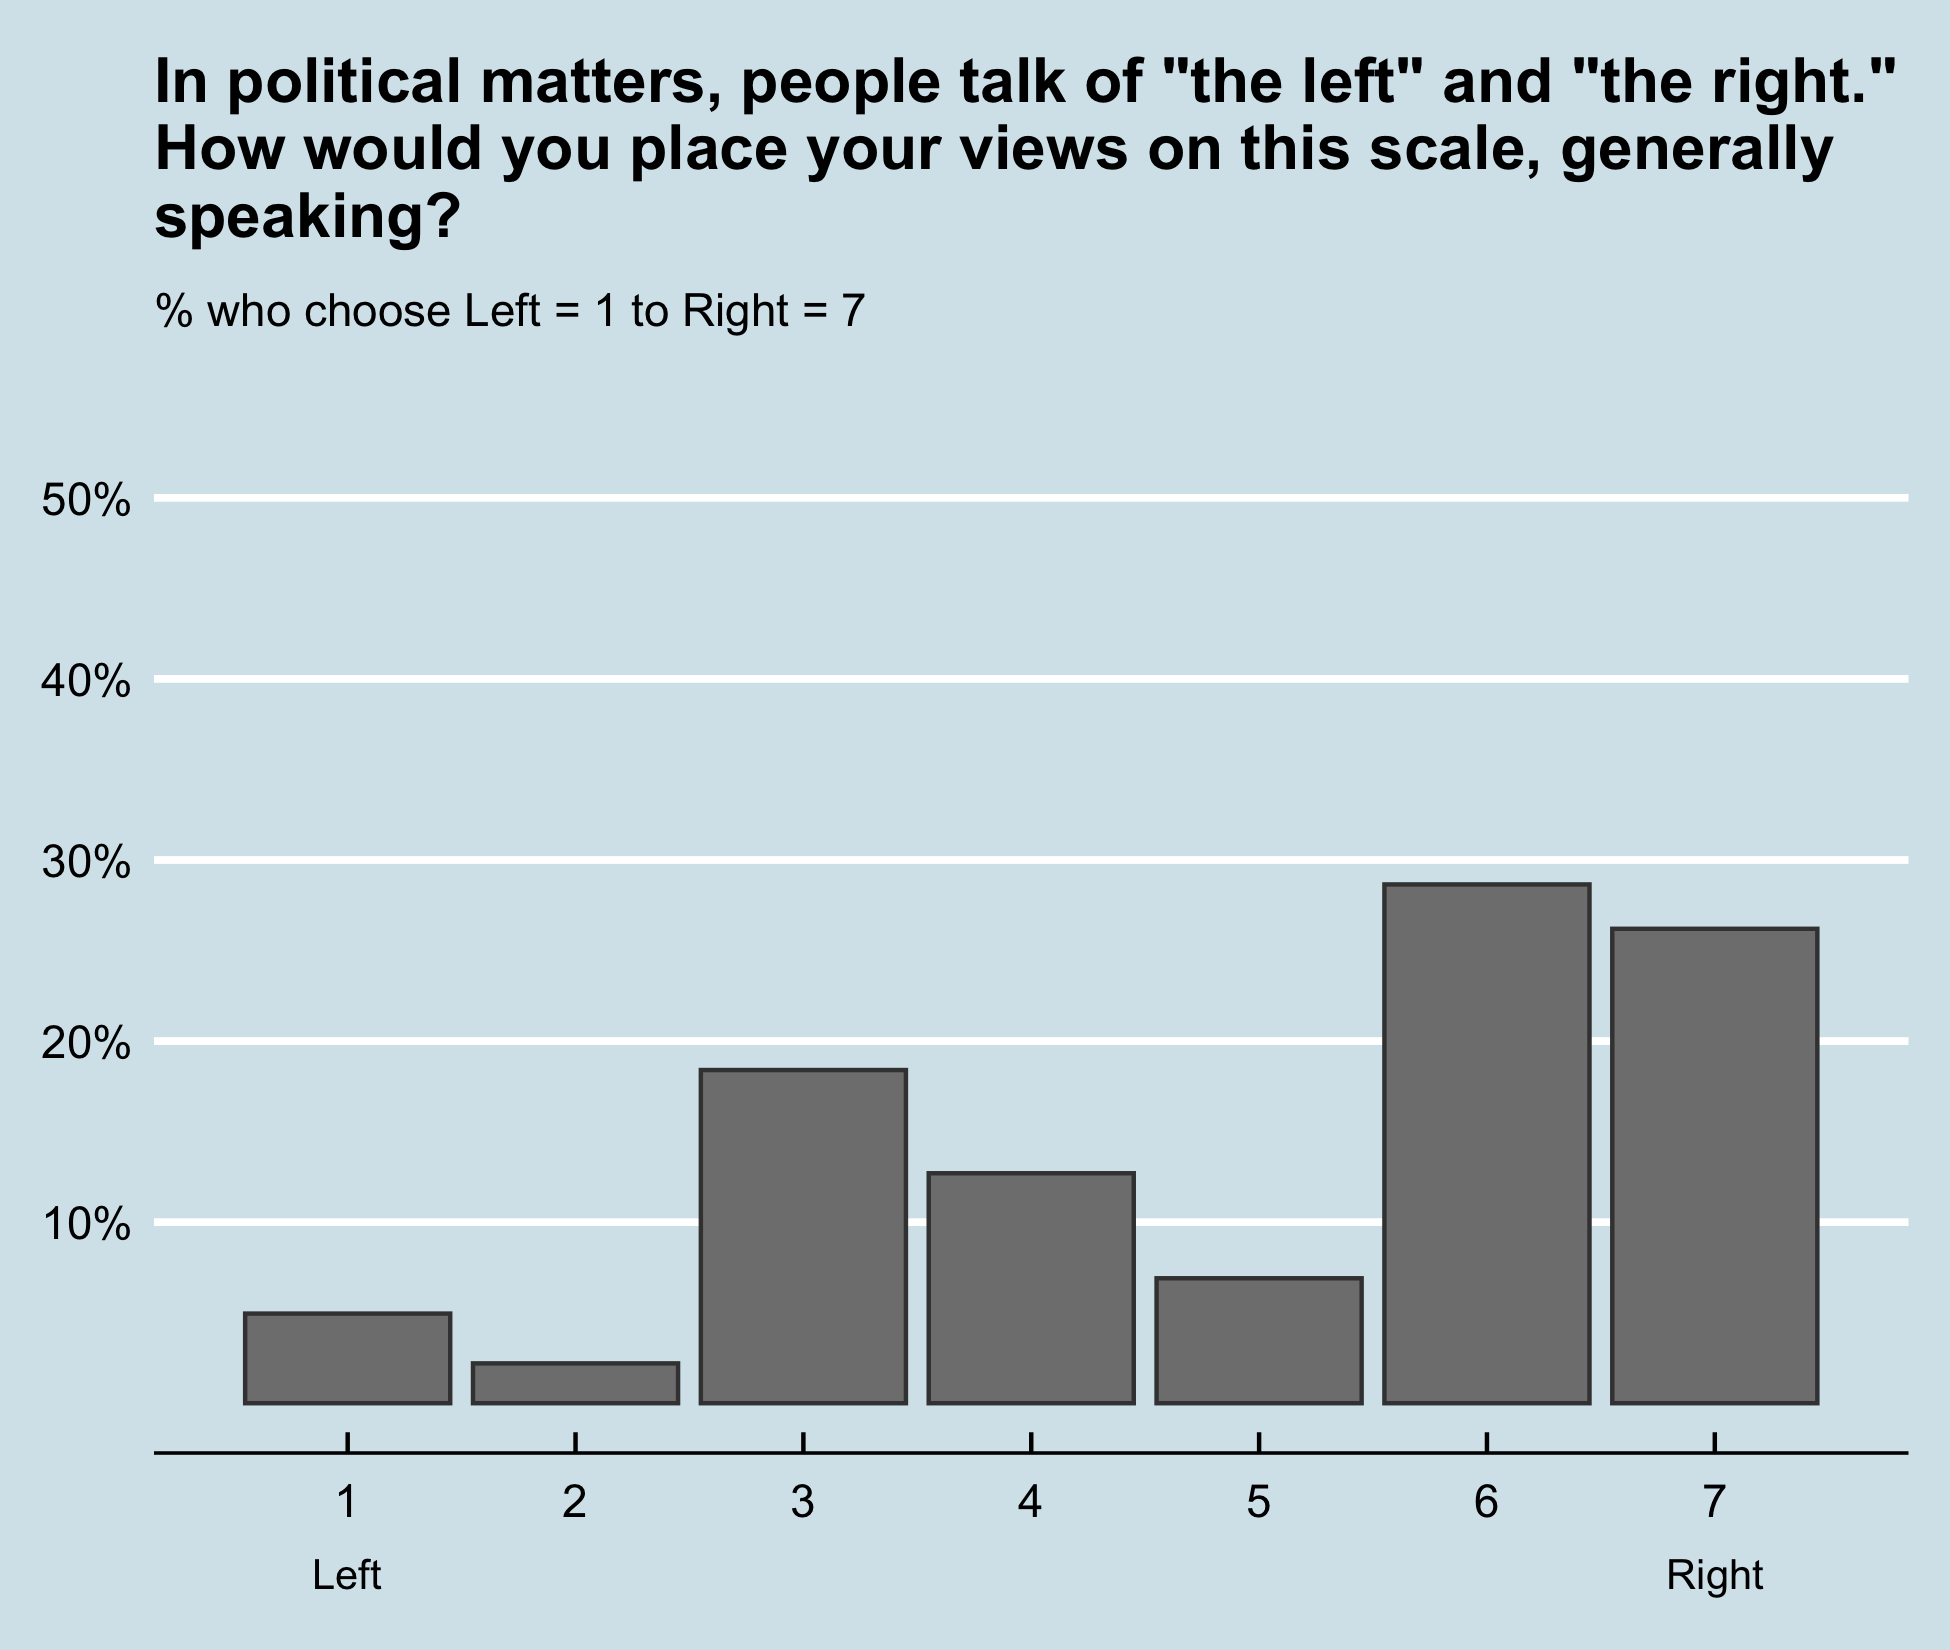 In political matters, people talk of "the left" and "the right."
How would you place your views on this scale, generally
speaking?
% who choose Left = 1 to Right = 7
50%
40%
30%
20%
10%
1 2 3 4 5 6 7
Left Right